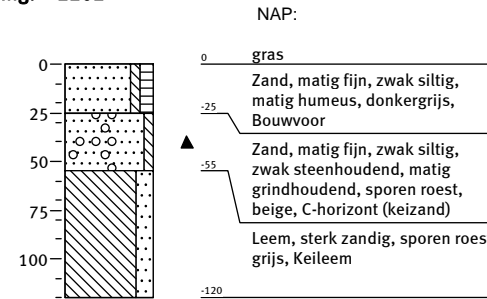 NAP:
0
gras
Zand, matig fijn, zwak siltig,
matig humeus, donkergrijs,
Bouwvoor
-25
Zand, matig fijn, zwak siltig,
zwak steenhoudend, matig
grindhoudend, sporen roest,
beige, C-horizont (keizand)
-55
Leem, sterk zandig, sporen roes
grijs, Keileem
-120
0
25
50
75
100